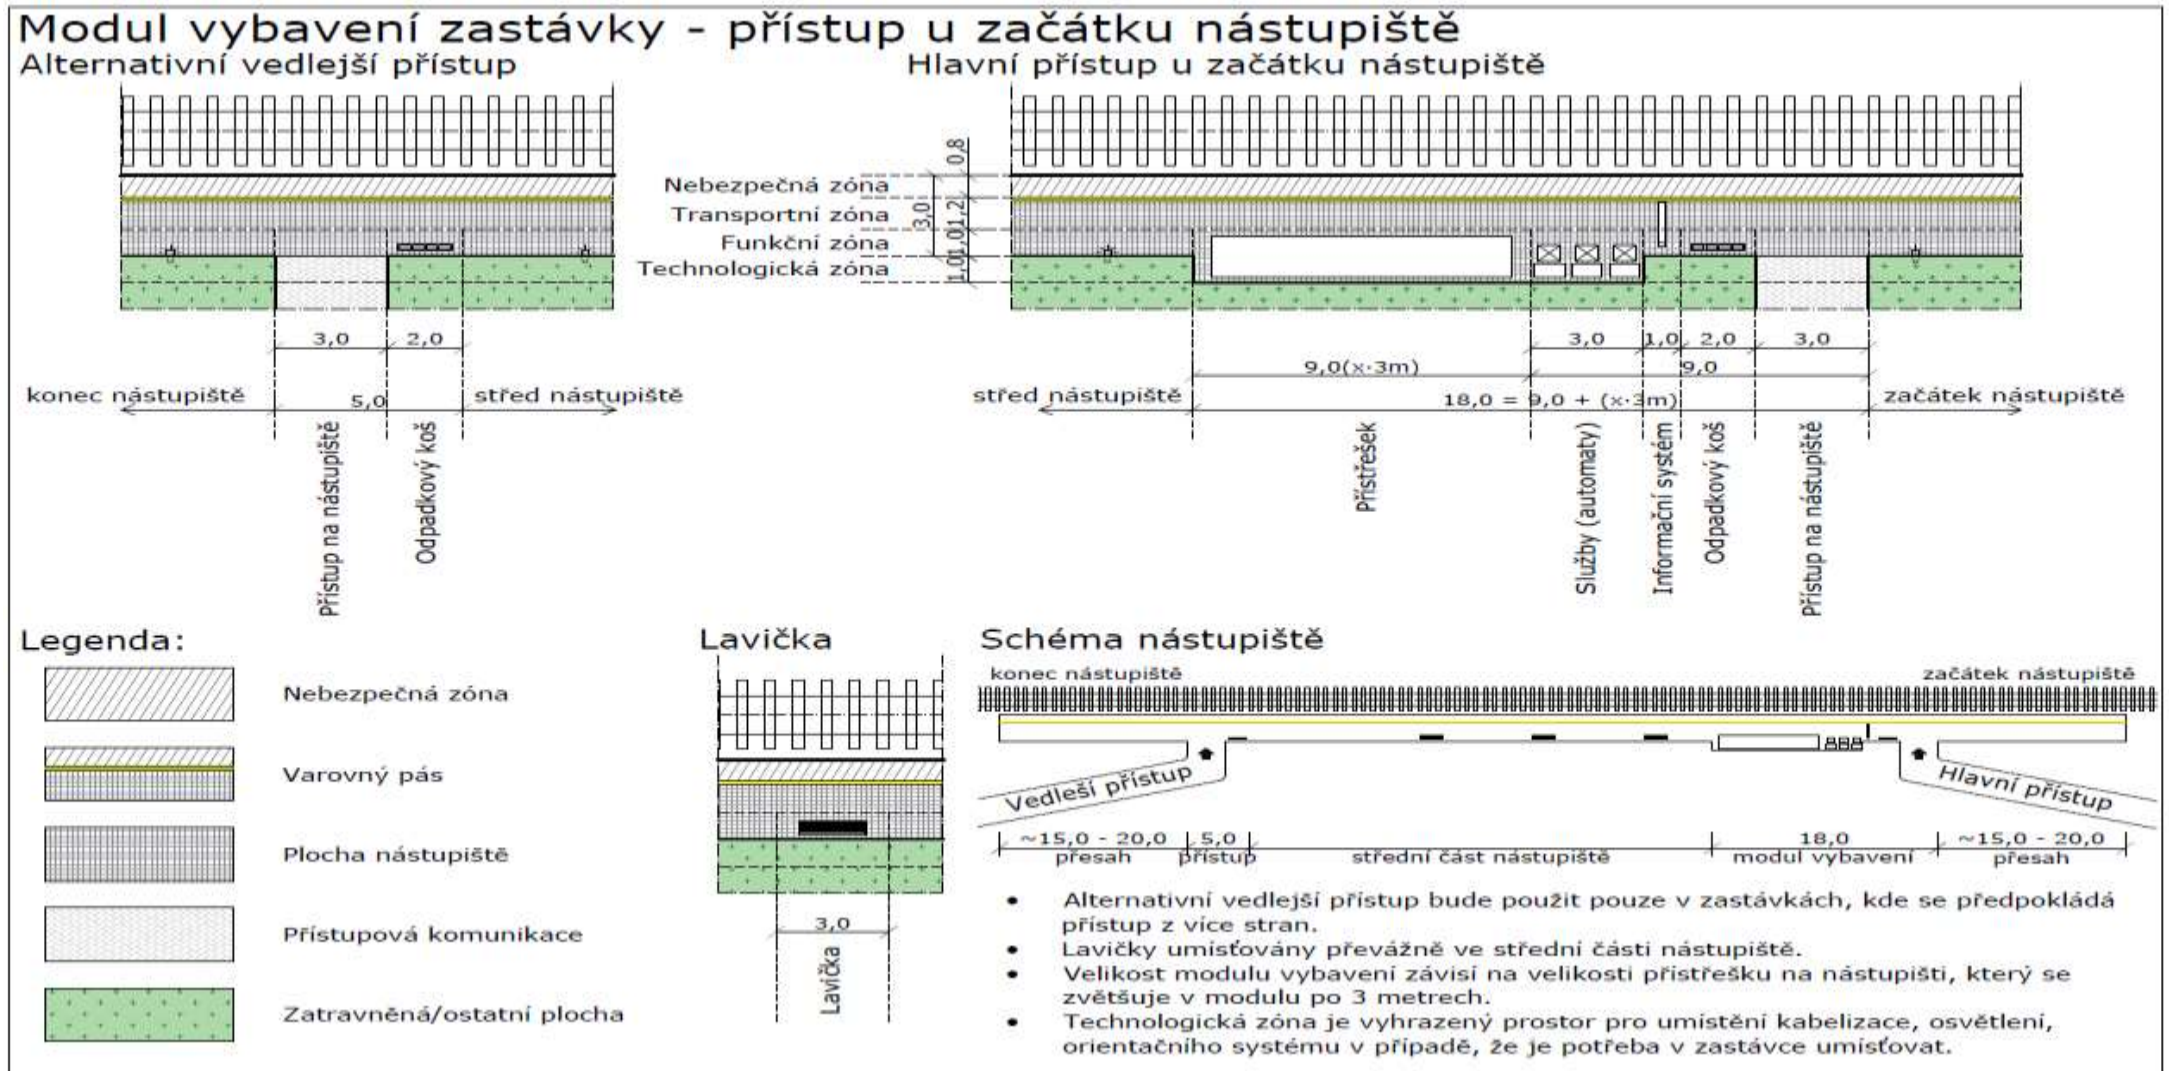 Modul vybavení zastávky - přístup u začátku nástupiště
Alternativní vedlejší přístup
Hlavní přístup u začátku nástupiště
Nebezpečná zóna
Transportní zóna
Funkční zóna
Technologická zóna
0,8
3,0
1,2
1,0
1,0
3,0
2,0
konec nástupiště
5,0
střed nástupiště
Přístup na nástupiště
Odpadkový koš
3,0
1,0
2,0
3,0
9,0(x·3m)
9,0
střed nástupiště
18,0 = 9,0 + (x·3m)
začátek nástupiště
Přístřešek
Služby (automaty)
Informační systém
Odpadkový koš
Přístup na nástupiště
Legenda:
Nebezpečná zóna
Varovný pás
Plocha nástupiště
Přístupová komunikace
Zatravněná/ostatní plocha
Lavička
3,0
Lavička
Schéma nástupiště
konec nástupiště
začátek nástupiště
Vedleší přístup
Hlavní přístup
~15,0 - 20,0
5,0
18,0
~15,0 - 20,0
přesah
přístup
střední část nástupiště
modul vybavení
přesah
• Alternativní vedlejší přístup bude použit pouze v zastávkách, kde se předpokládá
přístup z více stran.
• Lavičky umisťovány převážně ve střední části nástupiště.
• Velikost modulu vybavení závisí na velikosti přístřešku na nástupišti, který se
zvětšuje v modulu po 3 metrech.
• Technologická zóna je vyhrazený prostor pro umístění kabelizace, osvětlení,
orientačního systému v případě, že je potřeba v zastávce umisťovat.